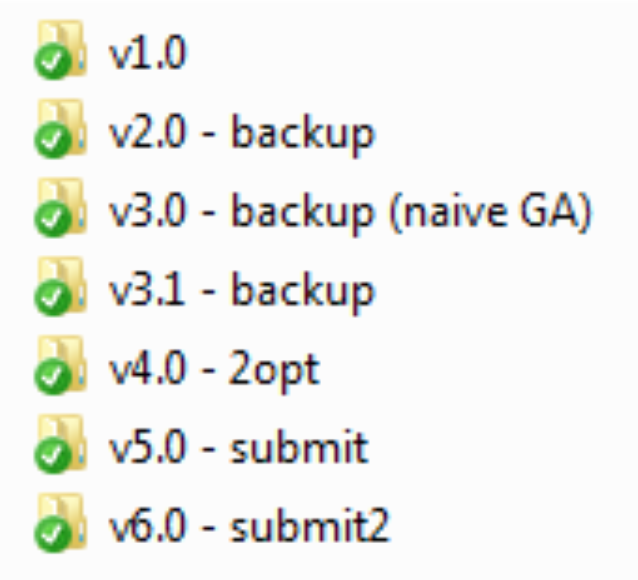 v1.0
v2.0 - backup
v3.0 - backup (naive GA)
v3.1 - backup
v4.0 - 2opt
v5.0 - submit
v6.0 - submit2